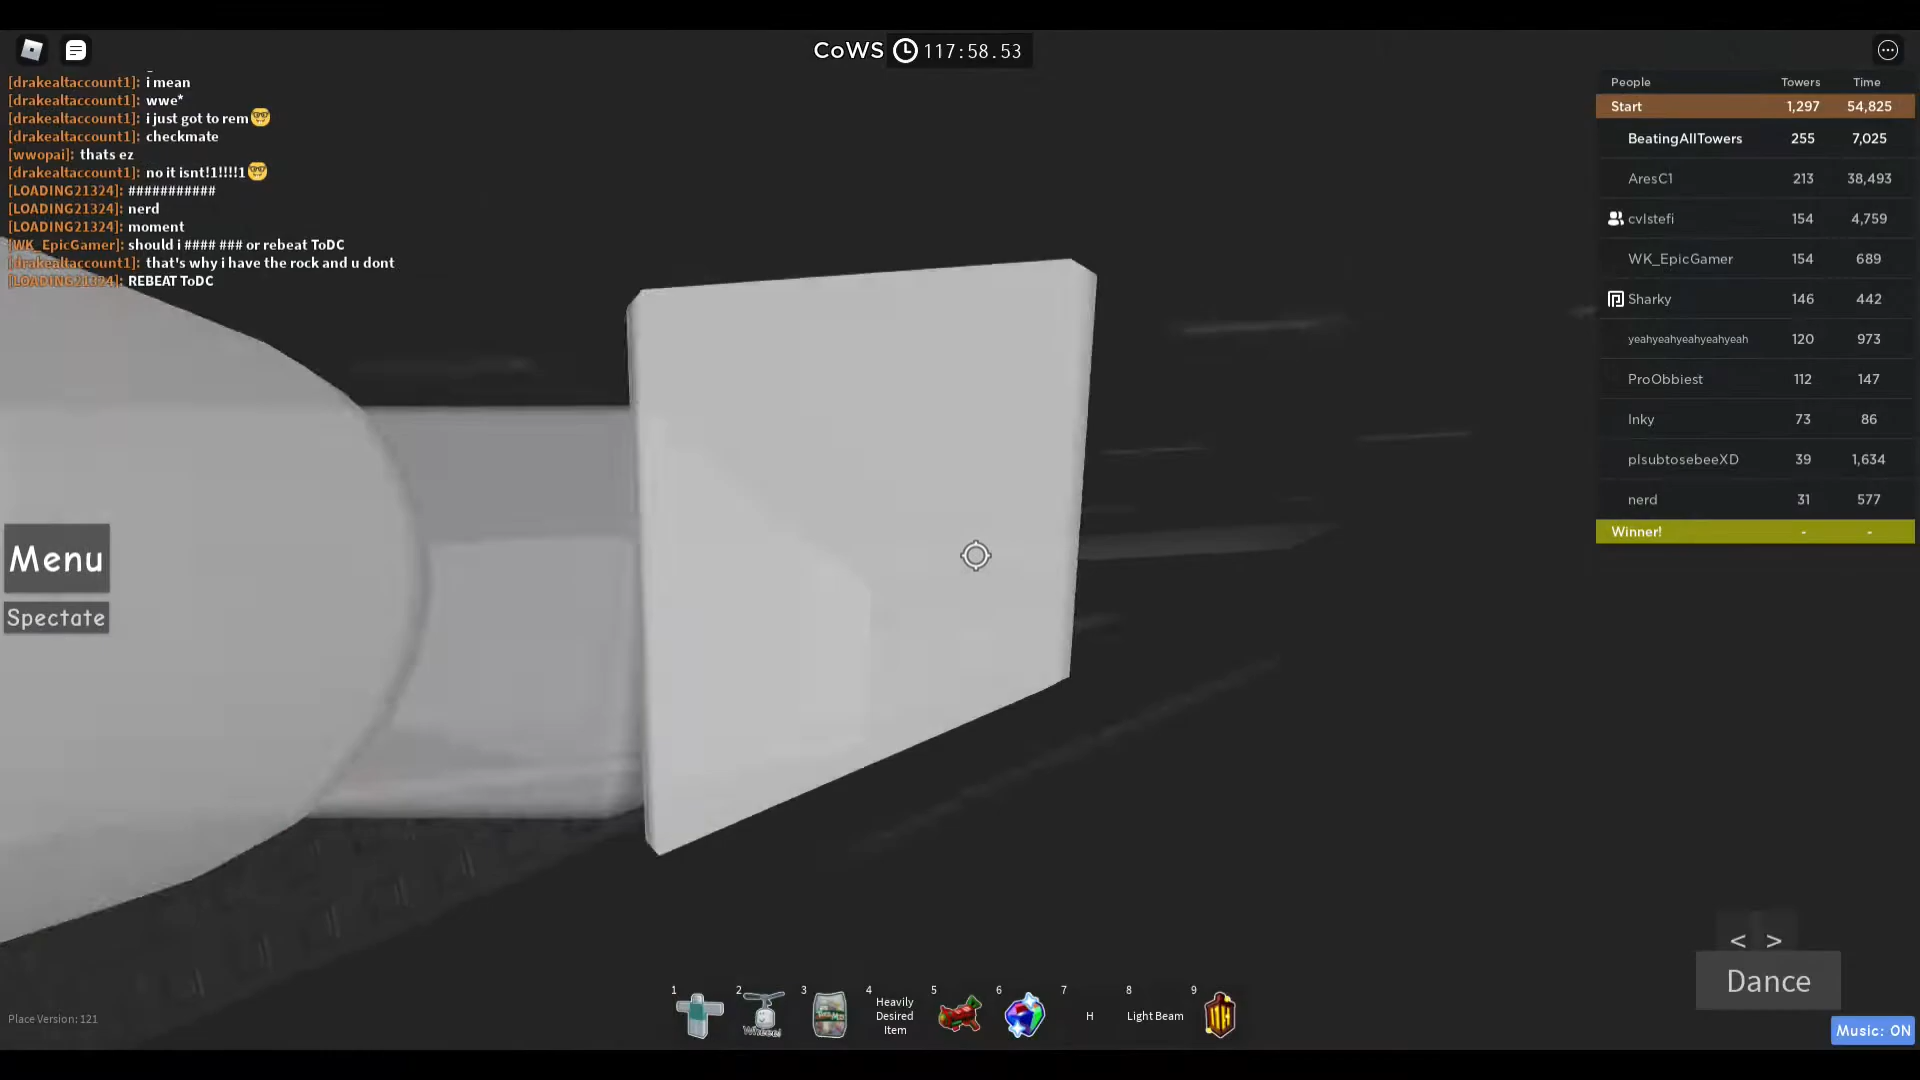 CoWS 117:58.53
[drakealtaccount1]: i mean
[drakealtaccount1]: wwe*
[drakealtaccount1]: i just got to rem🤓
[drakealtaccount1]: checkmate
[wwopai]: thats ez
[drakealtaccount1]: no it isnt!1!!!!1🤓
[LOADING21324]: ###########
[LOADING21324]: nerd
[LOADING21324]: moment
[WK_EpicGamer]: should i #### ### or rebeat ToDC
[drakealtaccount1]: that's why i have the rock and u dont
[LOADING21324]: REBEAT ToDC
People Towers Time
Start 1,297 54,825
BeatingAllTowers 255 7,025
AresC1 213 38,493
cvlstefi 154 4,759
WK_EpicGamer 154 689
Sharky 146 442
yeahyeahyeahyeahyeah 120 973
ProObbiest 112 147
Inky 73 86
plsubtosebeeXD 39 1,634
nerd 31 577
Winner! - -
Menu
Spectate
< >
Dance
Music: ON
Place Version: 121
1 2 3 4 5 6 7 8 9
Wheee!
Heavily
Desired
Item
H
Light Beam